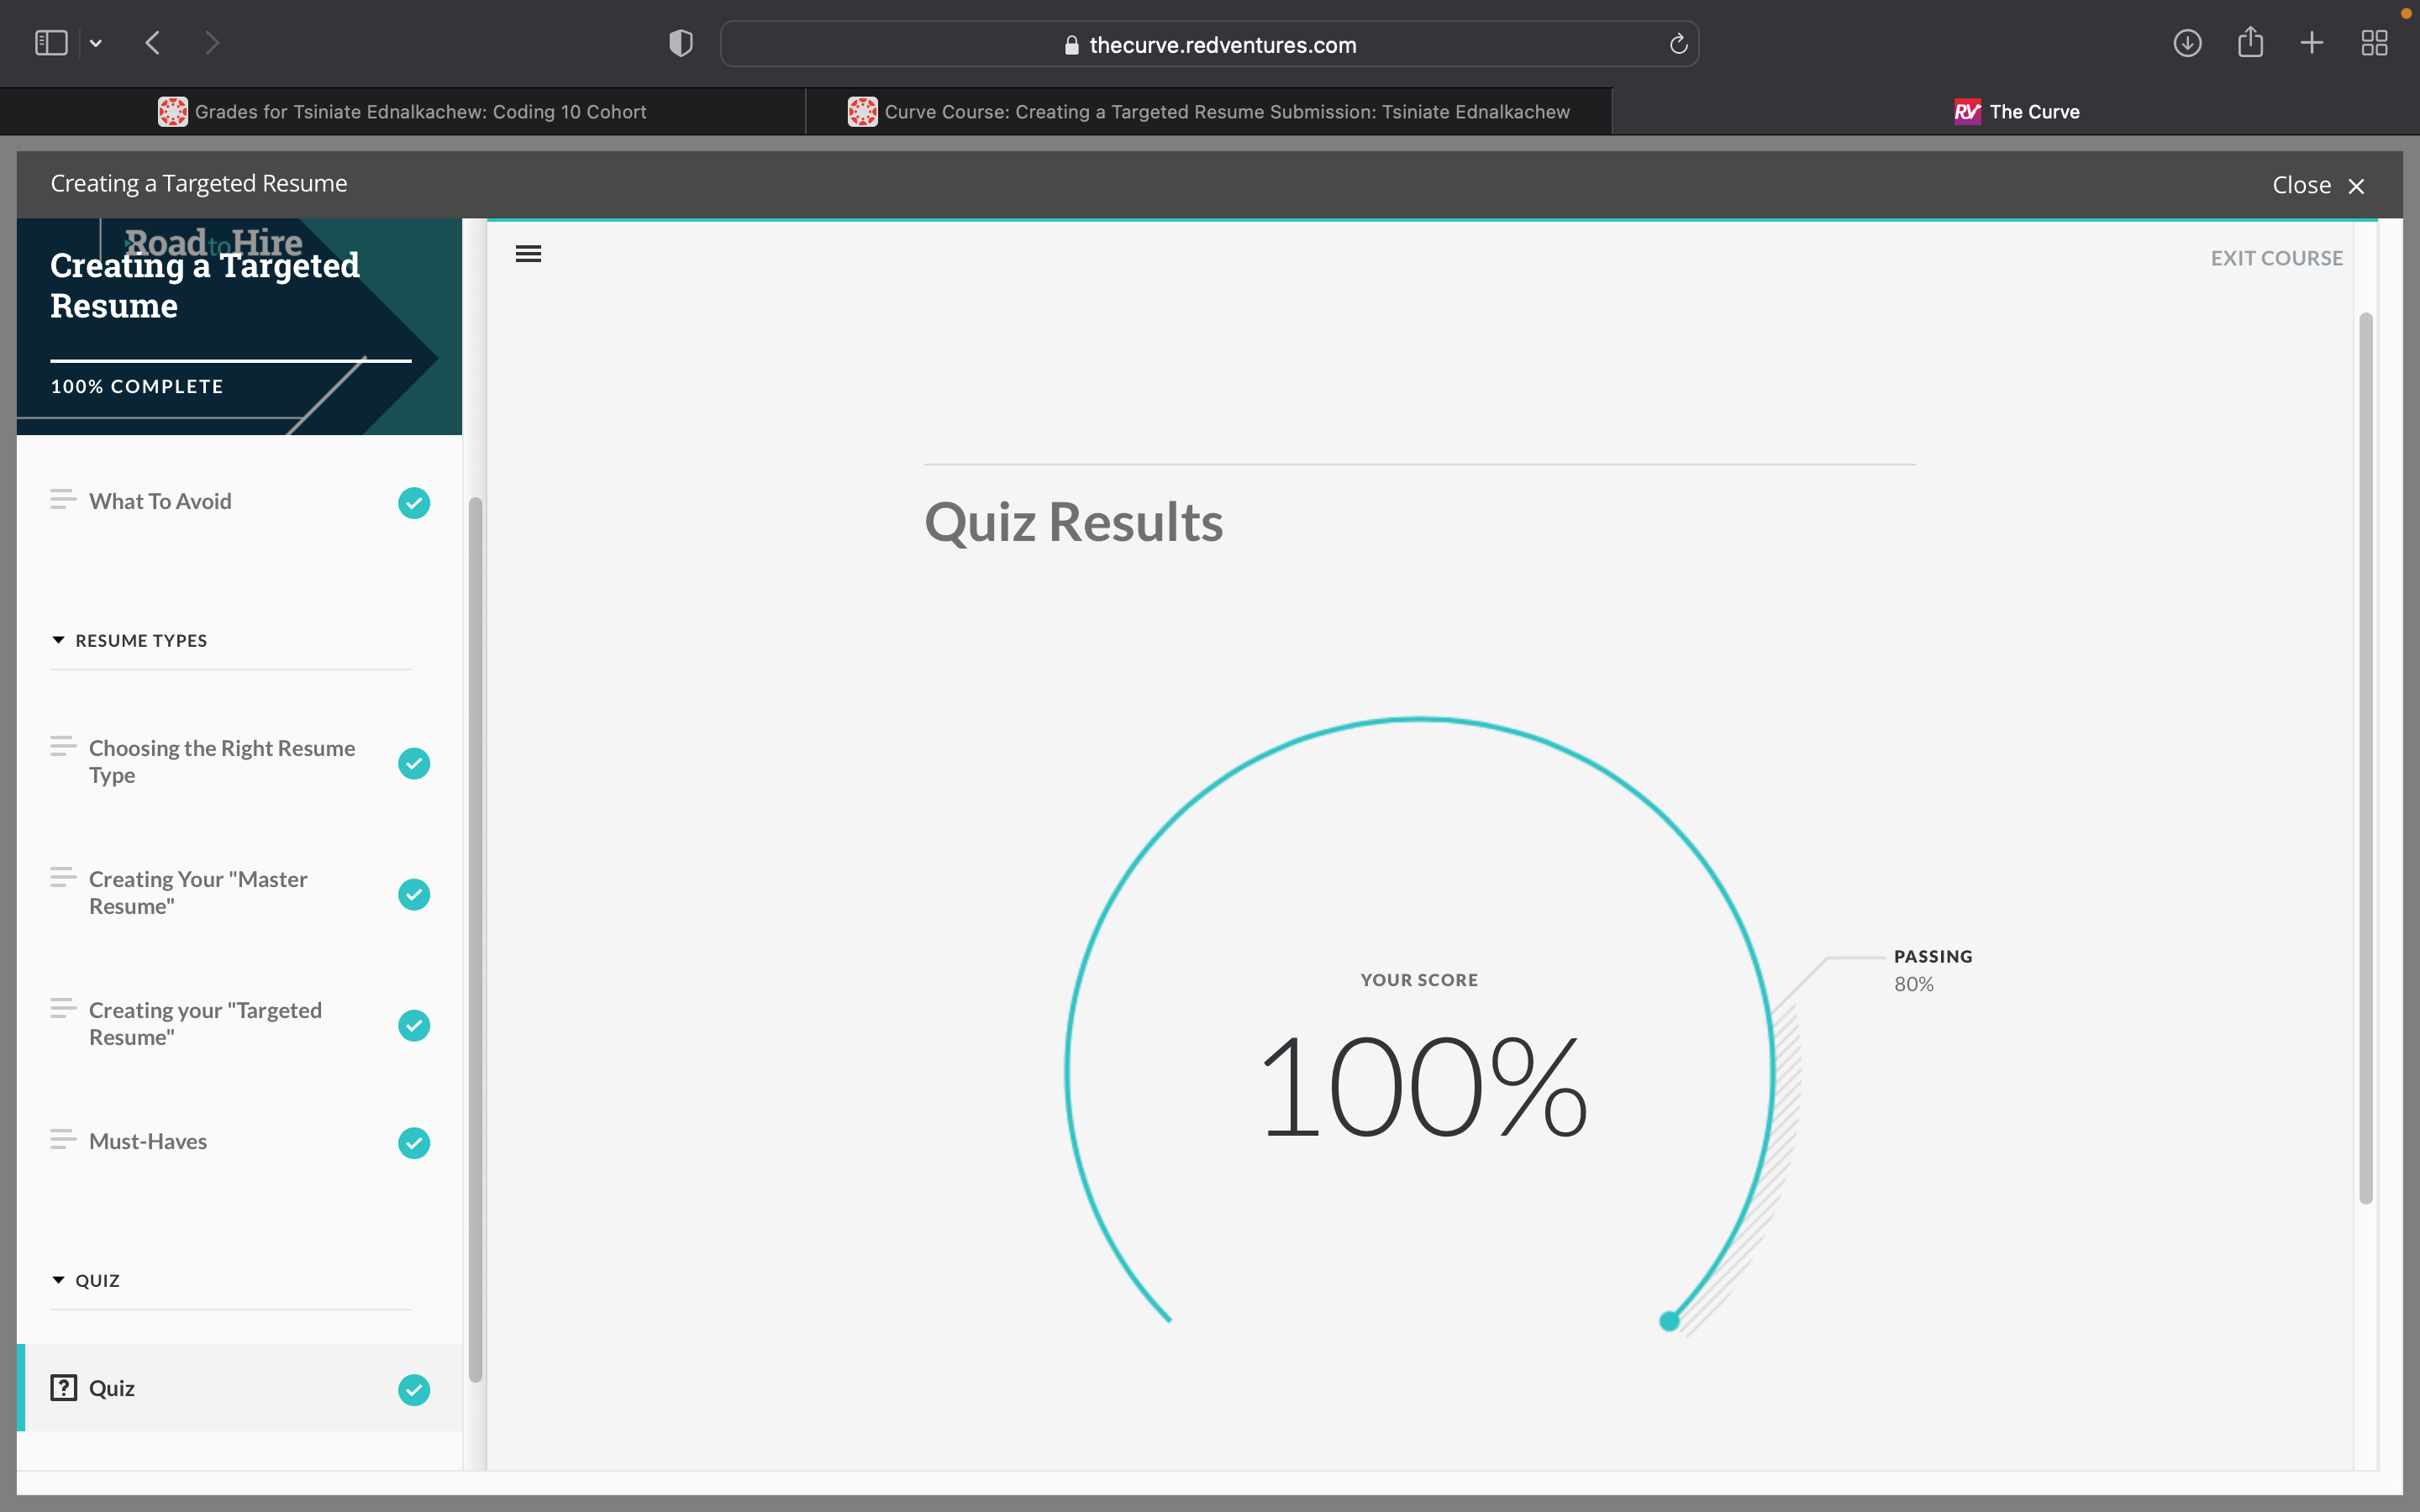 thecurve.redventures.com
Grades for Tsiniate Ednalkachew: Coding 10 Cohort
Curve Course: Creating a Targeted Resume Submission: Tsiniate Ednalkachew
RV The Curve
Creating a Targeted Resume
Close
RoadtoHire
Creating a Targeted
Resume
100% COMPLETE
EXIT COURSE
What To Avoid
RESUME TYPES
Choosing the Right Resume
Type
Creating Your "Master
Resume"
Creating your "Targeted
Resume"
Must-Haves
QUIZ
? Quiz
Quiz Results
YOUR SCORE
100%
PASSING
80%